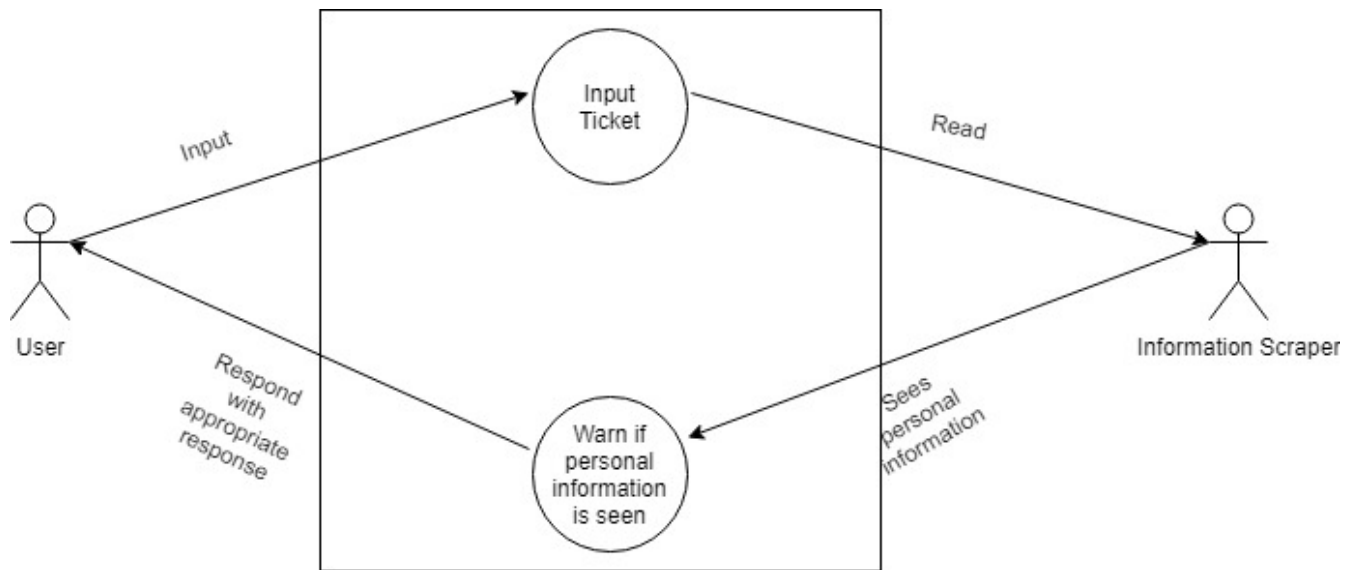 Input
Ticket
Input
Read
User
Information Scraper
Respond
with
appropriate
response
Sees
personal
information
Warn if
personal
information
is seen